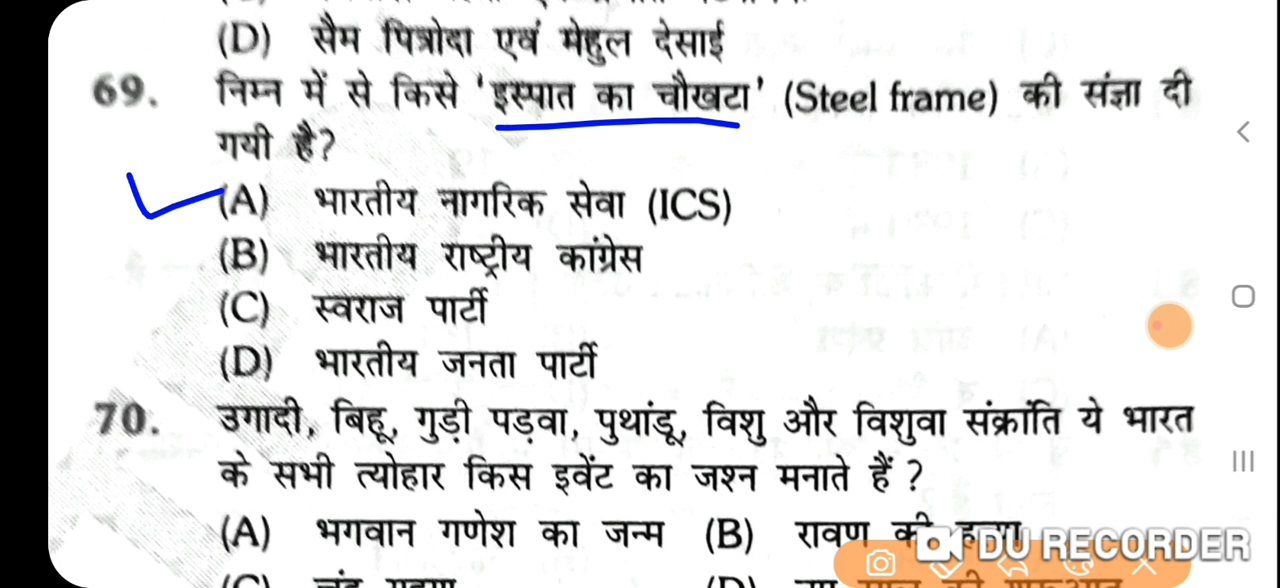 (D) सैम पित्रोदा एवं मेहुल देसाई
69. निम्न में से किसे 'इस्पात का चौखटा' (Steel frame) की संज्ञा दी
गयी है?
(A) भारतीय नागरिक सेवा (ICS)
(B) भारतीय राष्ट्रीय कांग्रेस
(C) स्वराज पार्टी
(D) भारतीय जनता पार्टी
70. उगादी, बिहू, गुड़ी पड़वा, पुथांडू, विशु और विशुवा संक्रांति ये भारत
के सभी त्योहार किस इवेंट का जश्न मनाते हैं ?
(A) भगवान गणेश का जन्म (B) रावण की
DU RECORDER
(C) (D)